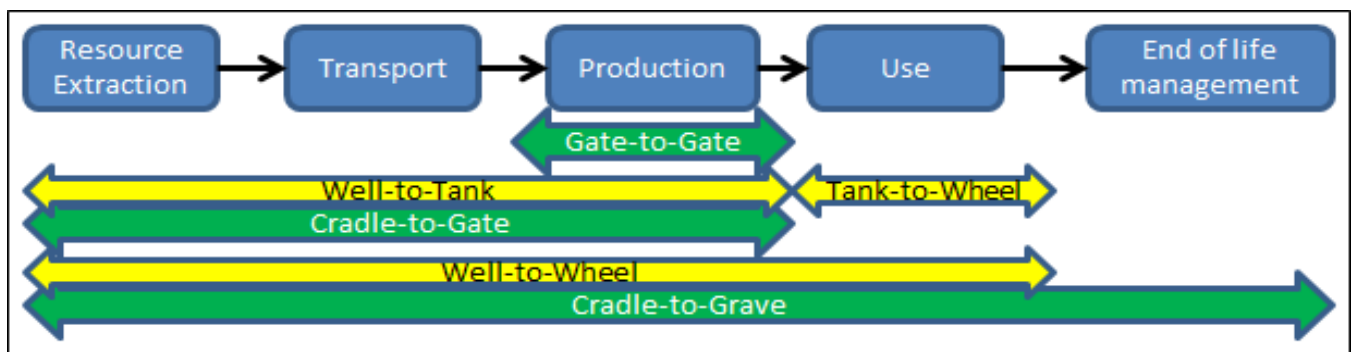 Resource
Extraction
Transport
Production
Use
End of life
management
Gate-to-Gate
Well-to-Tank
Tank-to-Wheel
Cradle-to-Gate
Well-to-Wheel
Cradle-to-Grave